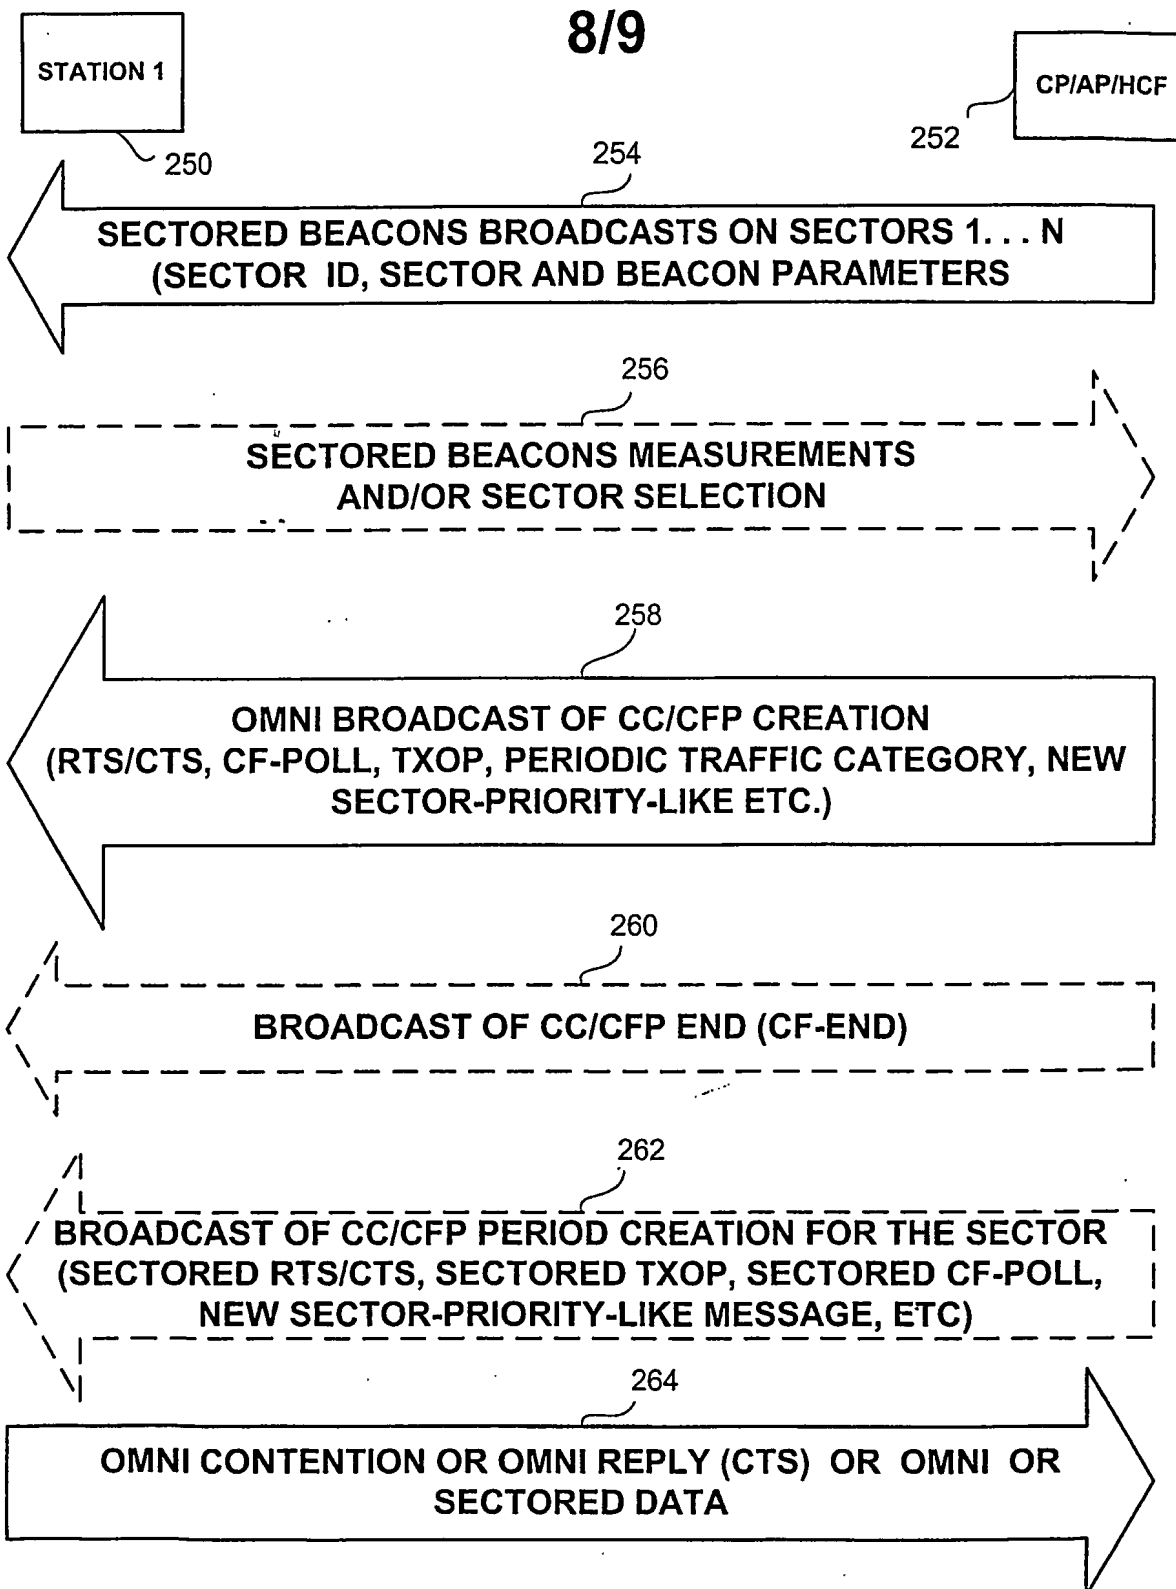 8/9
STATION 1
CP/AP/HCF
250
252
254
SECTORED BEACONS BROADCASTS ON SECTORS 1. . . N
(SECTOR ID, SECTOR AND BEACON PARAMETERS
256
SECTORED BEACONS MEASUREMENTS
AND/OR SECTOR SELECTION
258
OMNI BROADCAST OF CC/CFP CREATION
(RTS/CTS, CF-POLL, TXOP, PERIODIC TRAFFIC CATEGORY, NEW
SECTOR-PRIORITY-LIKE ETC.)
260
BROADCAST OF CC/CFP END (CF-END)
262
BROADCAST OF CC/CFP PERIOD CREATION FOR THE SECTOR
(SECTORED RTS/CTS, SECTORED TXOP, SECTORED CF-POLL,
NEW SECTOR-PRIORITY-LIKE MESSAGE, ETC)
264
OMNI CONTENTION OR OMNI REPLY (CTS) OR OMNI OR
SECTORED DATA